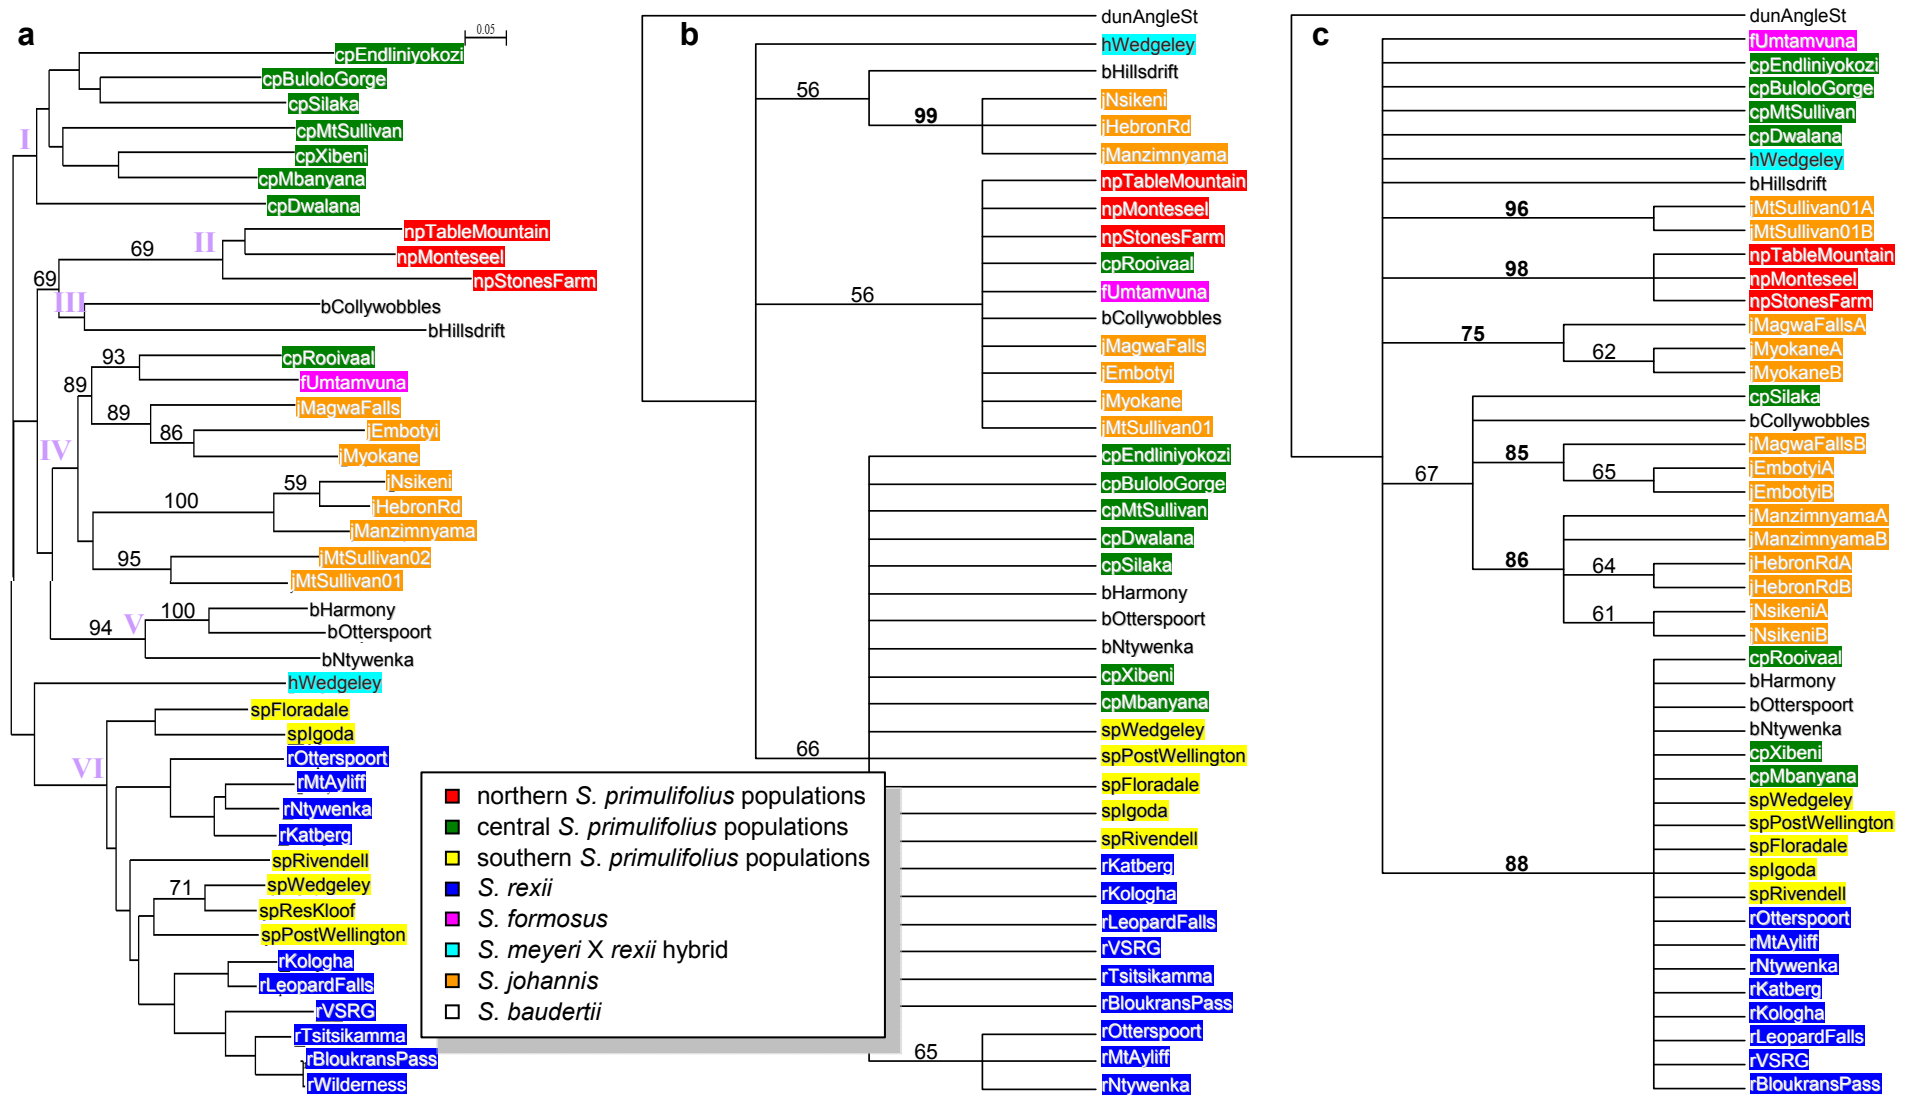 a
0.05
cpEndliniyokozi
cpBuloloGorge
cpSilaka
cpMtSullivan
I
cpXibeni
cpMbanyana
cpDwalana
npTableMountain
II
69
npMonteseel
69
npStonesFarm
III
bCollywobbles
bHillsdrift
93
cpRooivaal
89
fUmtamvuna
89
jMagwaFalls
86
jEmbotyi
IV
jMyokane
59
jNsikeni
100
jHebronRd
jManzimnyama
95
jMtSullivan02
jMtSullivan01
100
bHarmony
94
V
bOtterspoort
bNtywenka
hWedgeley
spFloradale
spIgoda
rOtterspoort
VI
rMtAyliff
rNtywenka
rKatberg
spRivendell
71
spWedgeley
spResKloof
spPostWellington
rKologha
rLeopardFalls
rVSRG
rTsitsikamma
rBloukransPass
rWilderness
b
dunAngleSt
hWedgeley
bHillsdrift
56
jNsikeni
99
jHebronRd
jManzimnyama
npTableMountain
npMonteseel
npStonesFarm
cpRooivaal
56
fUmtamvuna
bCollywobbles
jMagwaFalls
jEmbotyi
jMyokane
jMtSullivan01
cpEndliniyokozi
cpBuloloGorge
cpMtSullivan
cpDwalana
cpSilaka
bHarmony
bOtterspoort
bNtywenka
cpXibeni
cpMbanyana
spWedgeley
66
spPostWellington
spFloradale
spIgoda
spRivendell
rKatberg
rKologha
rLeopardFalls
rVSRG
rTsitsikamma
rBloukransPass
rOtterspoort
65
rMtAyliff
rNtywenka
northern S. primulifolius populations
central S. primulifolius populations
southern S. primulifolius populations
S. rexii
S. formosus
S. meyeri X rexii hybrid
S. johannis
S. baudertii
c
dunAngleSt
fUmtamvuna
cpEndliniyokozi
cpBuloloGorge
cpMtSullivan
cpDwalana
hWedgeley
bHillsdrift
96
jMtSullivan01A
jMtSullivan01B
npTableMountain
98
npMonteseel
npStonesFarm
75
jMagwaFallsA
62
jMyokaneA
jMyokaneB
cpSilaka
bCollywobbles
85
jMagwaFallsB
67
65
jEmbotyiA
jEmbotyiB
jManzimnyamaA
jManzimnyamaB
86
64
jHebronRdA
jHebronRdB
61
jNsikeniA
jNsikeniB
cpRooivaal
bHarmony
bOtterspoort
bNtywenka
cpXibeni
cpMbanyana
spWedgeley
spPostWellington
spFloradale
88
spIgoda
spRivendell
rOtterspoort
rMtAyliff
rNtywenka
rKatberg
rKologha
rLeopardFalls
rVSRG
rBloukransPass